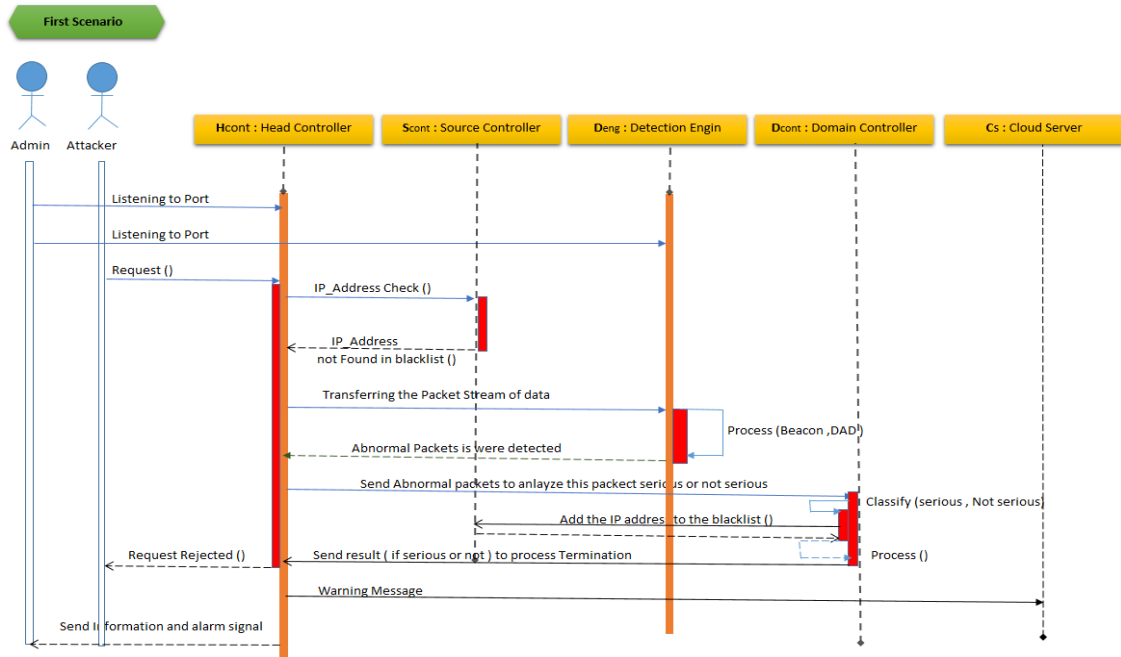 First Scenario
Admin
Attacker
Hcont : Head Controller
Scont : Source Controller
Deng : Detection Engin
Dcont : Domain Controller
Cs : Cloud Server
Listening to Port
Listening to Port
Request ()
IP_Address Check ()
IP_Address
not Found in blacklist ()
Transferring the Packet Stream of data
Process (Beacon ,DAD )
Abnormal Packets is were detected
Send Abnormal packets to anlayze this packect serious or not serious
Classify (serious , Not serious)
Add the IP addres to the blacklist ()
Request Rejected ()
Send result ( if serious or not ) to process Termination
Process ()
Warning Message
Send Information and alarm signal